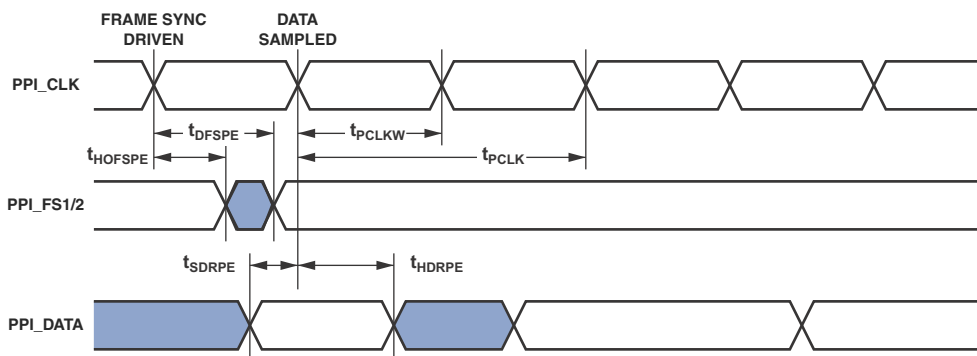 FRAME SYNC
DRIVEN
DATA
SAMPLED
PPI_CLK
tDFSPE
tPCLKW
tHOFSPE
tPCLK
PPI_FS1/2
tSDRPE
tHDRPE
PPI_DATA